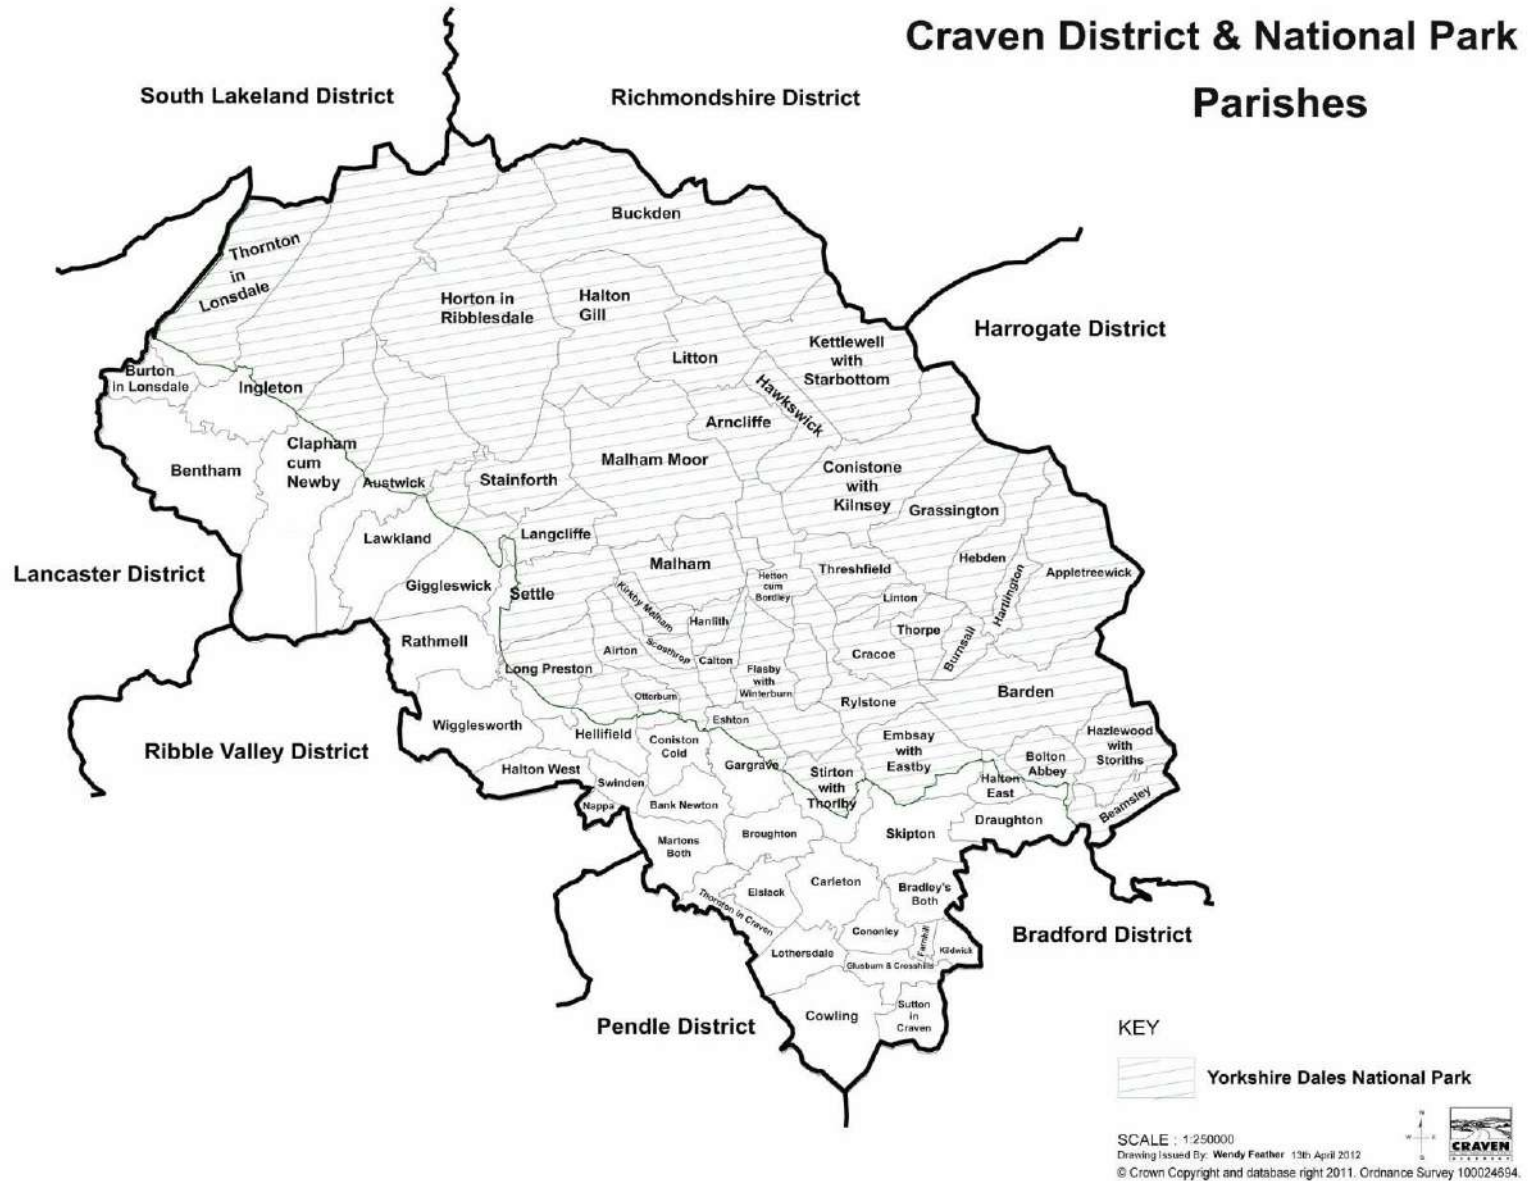 Craven District & National Park
Parishes
South Lakeland District
Richmondshire District
Buckden
Thornton
in
Lonsdale
Horton in
Ribblesdale
Halton
Gill
Harrogate District
Kettlewell
with
Starbottom
Litton
Burton
in Lonsdale
Ingleton
Hawkswick
Arncliffe
Clapham
cum
Newby
Bentham
Malham Moor
Conistone
with
Kilnsey
Austwick
Stainforth
Grassington
Lawkland
Langcliffe
Lancaster District
Malham
Threshfield
Hebden
Appletreewick
Hetton
cum
Bordley
Giggleswick
Settle
Kirkby Malham
Linton
Hartlington
Hanlith
Rathmell
Thorpe
Burnsall
Airton
Scosthrop
Calton
Cracoe
Long Preston
Flasby
with
Winterburn
Otterburn
Rylstone
Barden
Wigglesworth
Eshton
Hellifield
Coniston
Cold
Embsay
with
Eastby
Hazlewood
with
Storiths
Ribble Valley District
Halton West
Gargrave
Stirton
with
Thorlby
Bolton
Abbey
Swinden
Halton
East
Nappa
Bank Newton
Beamsley
Draughton
Broughton
Skipton
Martons
Both
Carleton
Elslack
Bradley's
Both
Thornton in Craven
Cononley
Farnhill
Kildwick
Bradford District
Lothersdale
Glusburn & Crosshills
Cowling
Sutton
in
Craven
Pendle District
KEY
Yorkshire Dales National Park
SCALE : 1:250000
Drawing Issued By: Wendy Feather 13th April 2012
© Crown Copyright and database right 2011. Ordnance Survey 100024694.
N
W
E
S
CRAVEN